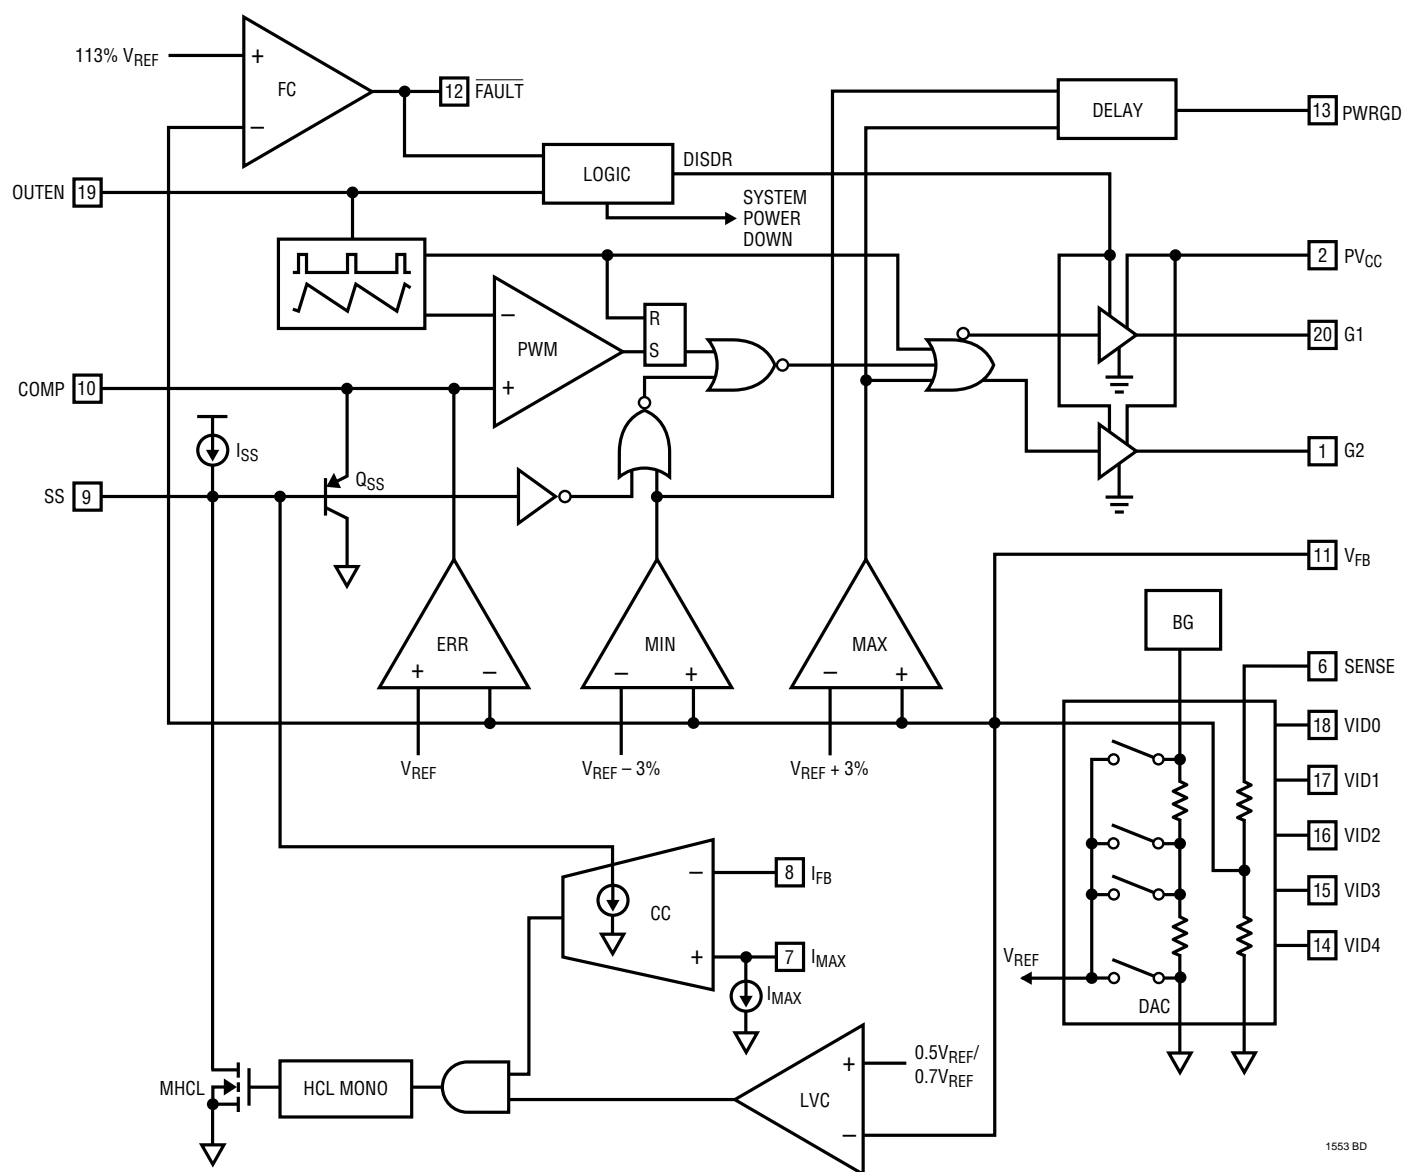 113% VREF
+
FC
−
12 FAULT
DELAY
13 PWRGD
LOGIC
DISDR
OUTEN 19
SYSTEM
POWER
DOWN
2 PVCC
−
PWM
+
R
S
20 G1
COMP 10
ISS
QSS
SS 9
1 G2
11 VFB
ERR
+ −
MIN
− +
MAX
− +
BG
6 SENSE
VREF
VREF – 3%
VREF + 3%
18 VID0
17 VID1
16 VID2
15 VID3
14 VID4
VREF
DAC
−
CC
+
8 IFB
7 IMAX
IMAX
MHCL
HCL MONO
LVC
+
−
0.5VREF/
0.7VREF
1553 BD